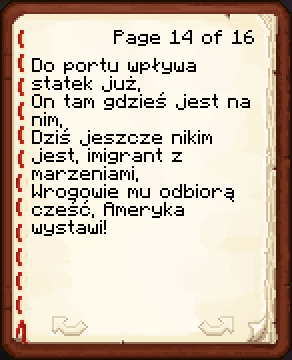 Page 14 of 16
Do portu wpływa
statek już,
On tam gdzieś jest na
nim,
Dziś jeszcze nikim
jest, imigrant z
marzeniami,
Wrogowie mu odbiorą
cześć, Ameryka
wystawi!